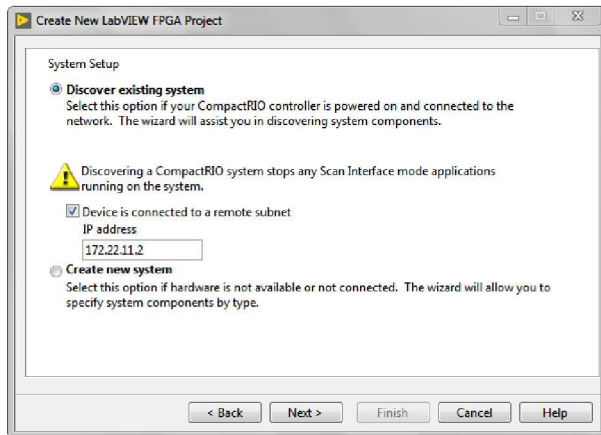 Create New LabVIEW FPGA Project
System Setup
Discover existing system
Select this option if your CompactRIO controller is powered on and connected to the
network. The wizard will assist you in discovering system components.
Discovering a CompactRIO system stops any Scan Interface mode applications
running on the system.
Device is connected to a remote subnet
IP address
172.22.11.2
Create new system
Select this option if hardware is not available or not connected. The wizard will allow you to
specify system components by type.
< Back Next > Finish Cancel Help